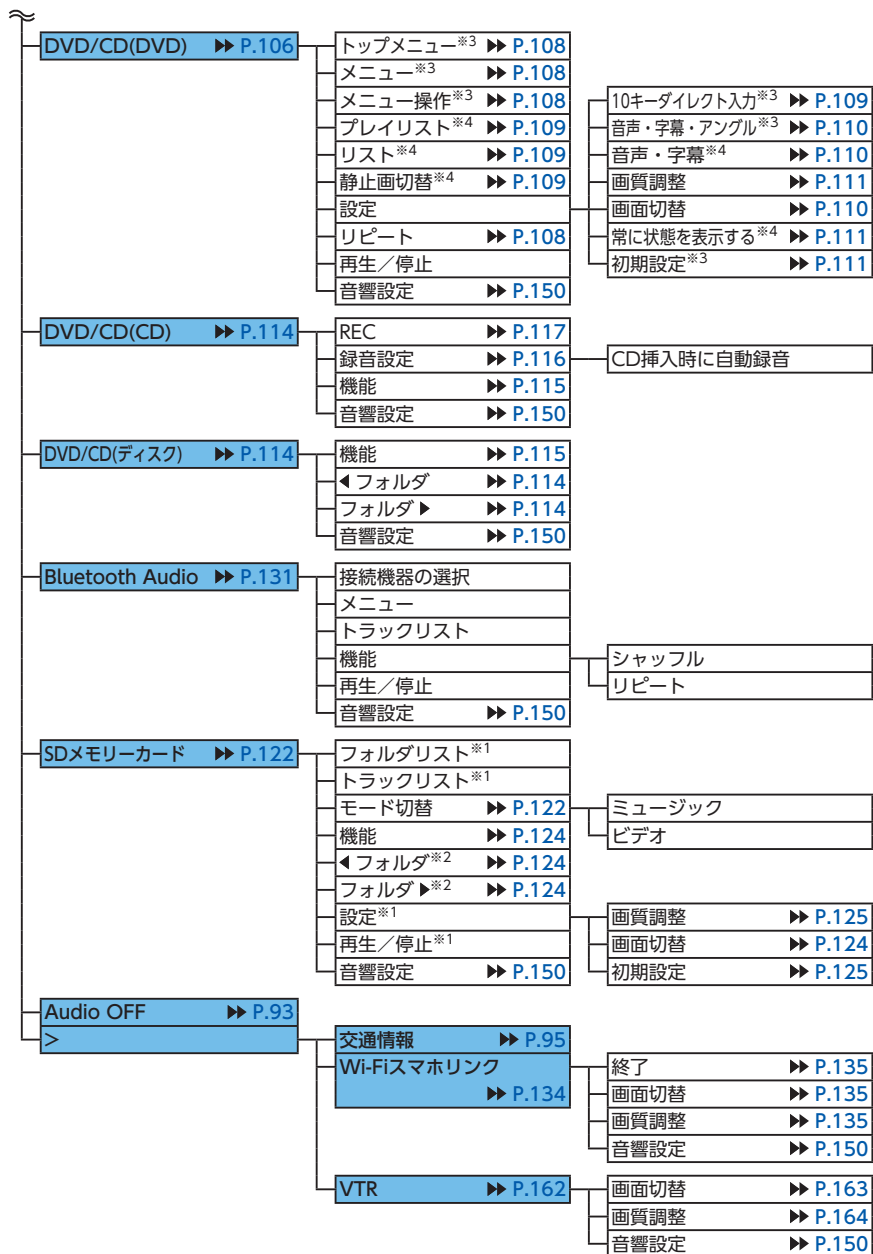 DVD/CD(DVD) ▶▶ P.106
トップメニュー※3 ▶▶ P.108
メニュー※3 ▶▶ P.108
メニュー操作※3 ▶▶ P.108
プレイリスト※4 ▶▶ P.109
リスト※4 ▶▶ P.109
静止画切替※4 ▶▶ P.109
設定
リピート ▶▶ P.108
再生／停止
音響設定 ▶▶ P.150
10キーダイレクト入力※3 ▶▶ P.109
音声・字幕・アングル※3 ▶▶ P.110
音声・字幕※4 ▶▶ P.110
画質調整 ▶▶ P.111
画面切替 ▶▶ P.110
常に状態を表示する※4 ▶▶ P.111
初期設定※3 ▶▶ P.111
DVD/CD(CD) ▶▶ P.114
REC ▶▶ P.117
録音設定 ▶▶ P.116
機能 ▶▶ P.115
音響設定 ▶▶ P.150
CD挿入時に自動録音
DVD/CD(ディスク) ▶▶ P.114
機能 ▶▶ P.115
◀フォルダ ▶▶ P.114
フォルダ▶ ▶▶ P.114
音響設定 ▶▶ P.150
Bluetooth Audio ▶▶ P.131
接続機器の選択
メニュー
トラックリスト
機能
再生／停止
音響設定 ▶▶ P.150
シャッフル
リピート
SDメモリーカード ▶▶ P.122
フォルダリスト※1
トラックリスト※1
モード切替 ▶▶ P.122
機能 ▶▶ P.124
◀フォルダ※2 ▶▶ P.124
フォルダ▶※2 ▶▶ P.124
設定※1
再生／停止※1
音響設定 ▶▶ P.150
ミュージック
ビデオ
画質調整 ▶▶ P.125
画面切替 ▶▶ P.124
初期設定 ▶▶ P.125
Audio OFF ▶▶ P.93
>
交通情報 ▶▶ P.95
Wi-Fiスマホリンク
▶▶ P.134
終了 ▶▶ P.135
画面切替 ▶▶ P.135
画質調整 ▶▶ P.135
音響設定 ▶▶ P.150
VTR ▶▶ P.162
画面切替 ▶▶ P.163
画質調整 ▶▶ P.164
音響設定 ▶▶ P.150